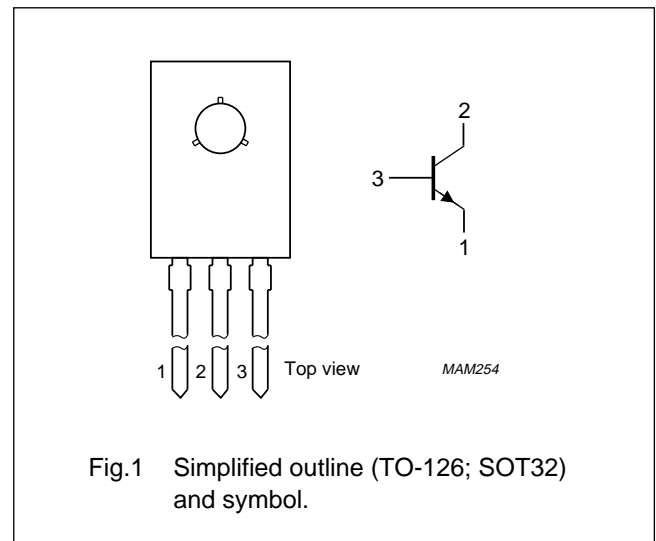 2
3
1
1 2 3 Top view MAM254
Fig.1 Simplified outline (TO-126; SOT32)
and symbol.